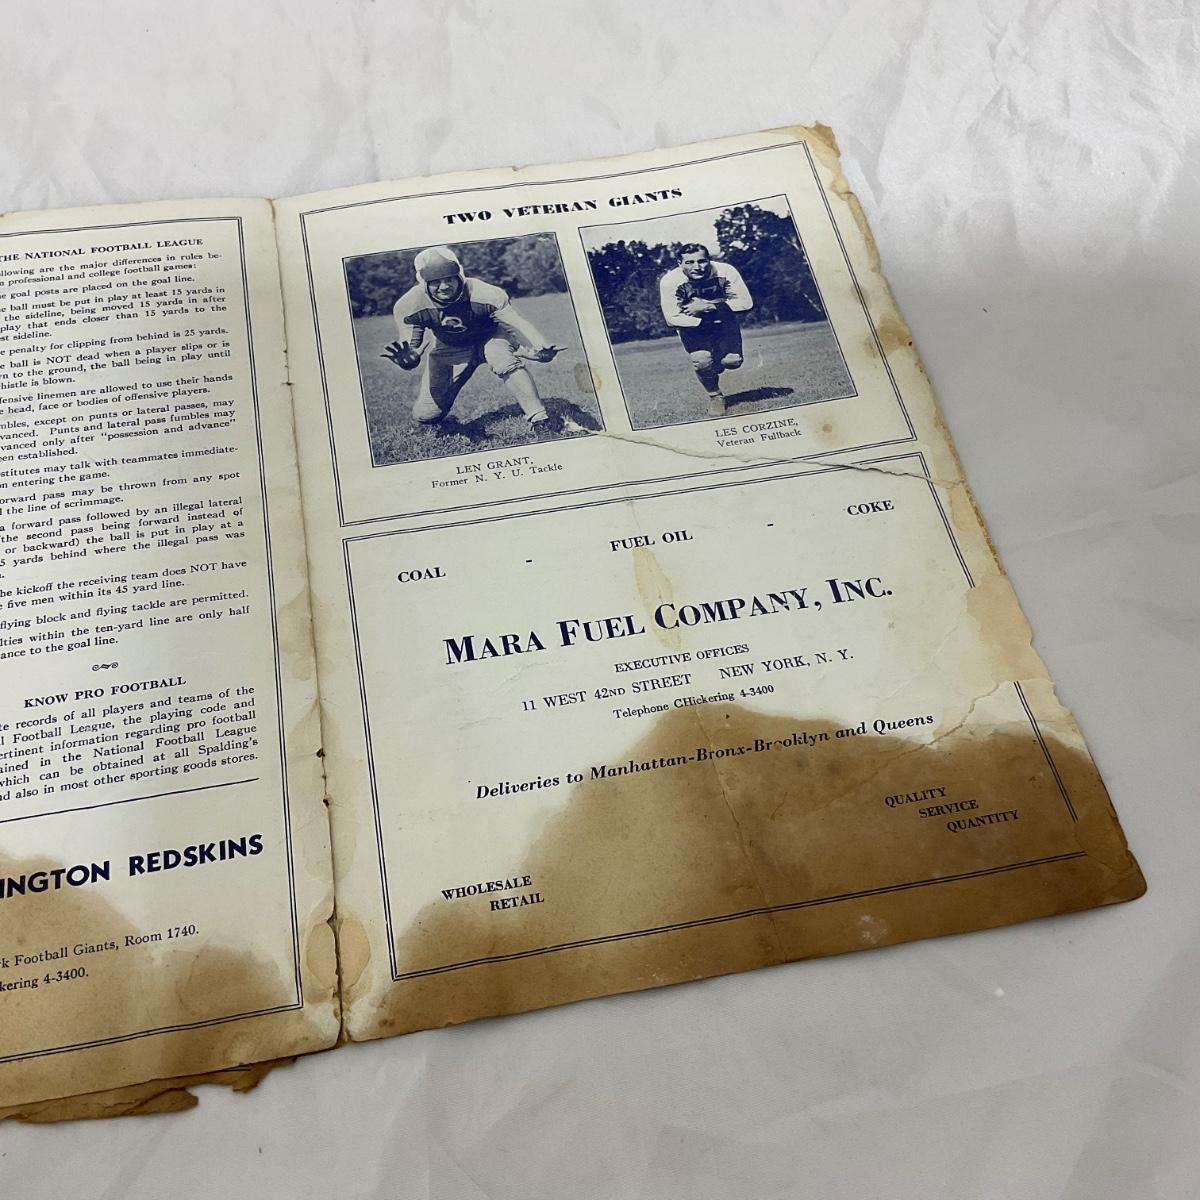 THE NATIONAL FOOTBALL LEAGUE
ollowing are the major differences in rules be-
n professional and college football games:
e goal posts are placed on the goal line.
e ball must be put in play at least 15 yards in
the sideline, being moved 15 yards in after
play that ends closer than 15 yards to the
st sideline.
e penalty for clipping from behind is 25 yards.
e ball is NOT dead when a player slips or is
n to the ground, the ball being in play until
histle is blown.
fensive linemen are allowed to use their hands
e head, face or bodies of offensive players.
mbles, except on punts or lateral passes, may
vanced. Punts and lateral pass fumbles may
vanced only after "possession and advance"
een established.
stitutes may talk with teammates immediate-
on entering the game.
orward pass may be thrown from any spot
d the line of scrimmage.
a forward pass followed by an illegal lateral
the second pass being forward instead of
or backward) the ball is put in play at a
5 yards behind where the illegal pass was
he kickoff the receiving team does NOT have
e five men within its 45 yard line.
flying block and flying tackle are permitted.
lties within the ten-yard line are only half
ance to the goal line.
KNOW PRO FOOTBALL
te records of all players and teams of the
l Football League, the playing code and
ertinent information regarding pro football
ained in the National Football League
which can be obtained at all Spalding's
nd also in most other sporting goods stores.
INGTON REDSKINS
k Football Giants, Room 1740.
kering 4-3400.
TWO VETERAN GIANTS
LEN GRANT,
Former N. Y. U. Tackle
LES CORZINE,
Veteran Fullback
COAL - FUEL OIL - COKE
MARA FUEL COMPANY, INC.
EXECUTIVE OFFICES
11 WEST 42ND STREET NEW YORK, N. Y.
Telephone CHickering 4-3400
Deliveries to Manhattan-Bronx-Brooklyn and Queens
QUALITY
SERVICE
QUANTITY
WHOLESALE
RETAIL